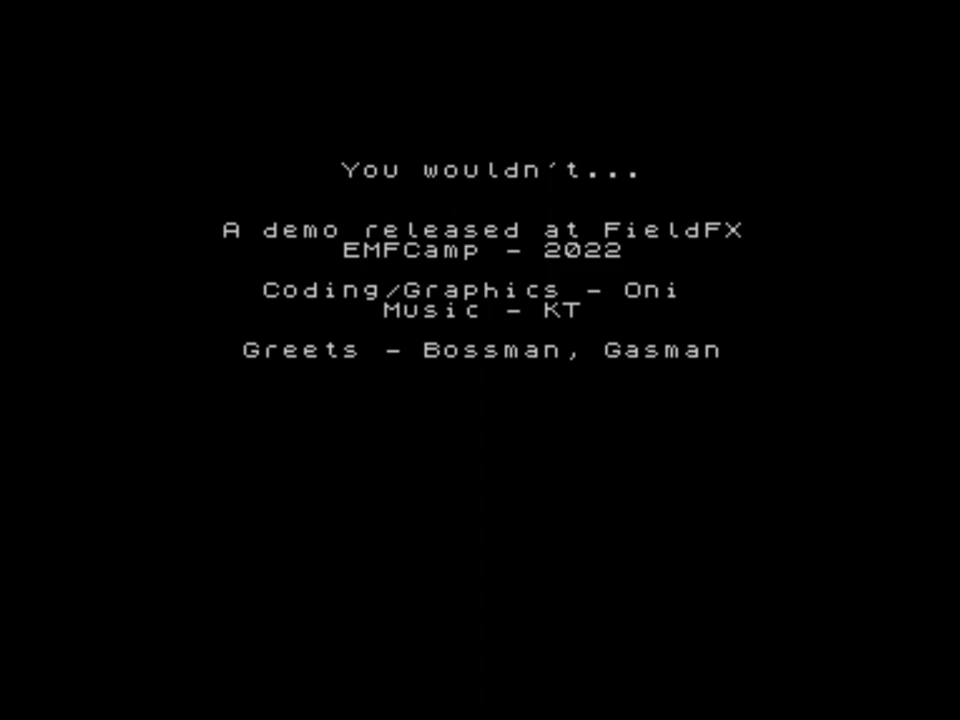 You wouldn't...
A demo released at FieldFX
EMFCamp - 2022
Coding/Graphics - Oni
Music - KT
Greets - Bossman, Gasman